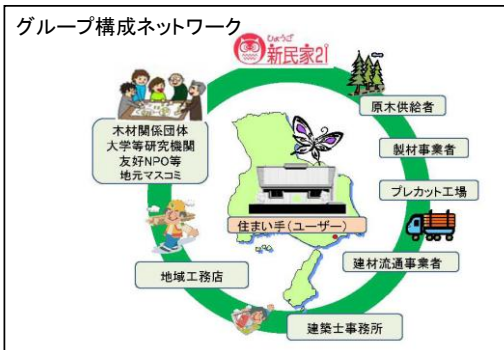 グループ構成ネットワーク
ひょうご
新民家21
原木供給者
製材事業者
プレカット工場
建材流通事業者
建築士事務所
地域工務店
木材関係団体
大学等研究機関
友好NPO等
地元マスコミ
住まい手(ユーザー)